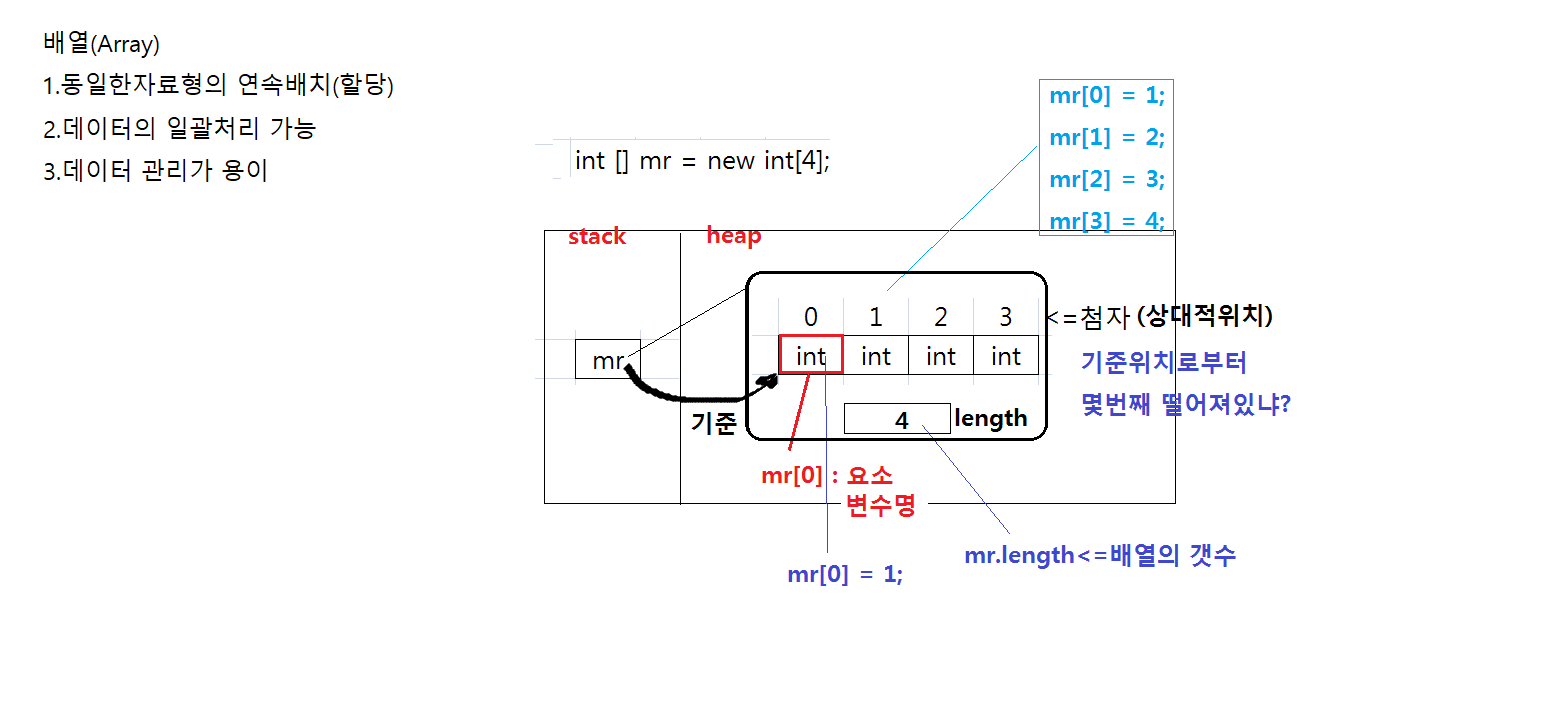 배열(Array)
1.동일한자료형의 연속배치(할당)
2.데이터의 일괄처리 가능
3.데이터 관리가 용이
int [] mr = new int[4];
mr[0] = 1;
mr[1] = 2;
mr[2] = 3;
mr[3] = 4;
stack
heap
0 1 2 3
<=첨자 (상대적위치)
mr
int int int int
기준위치로부터
몇번째 떨어져있냐?
기준
4 length
mr[0] : 요소
변수명
mr.length<=배열의 갯수
mr[0] = 1;